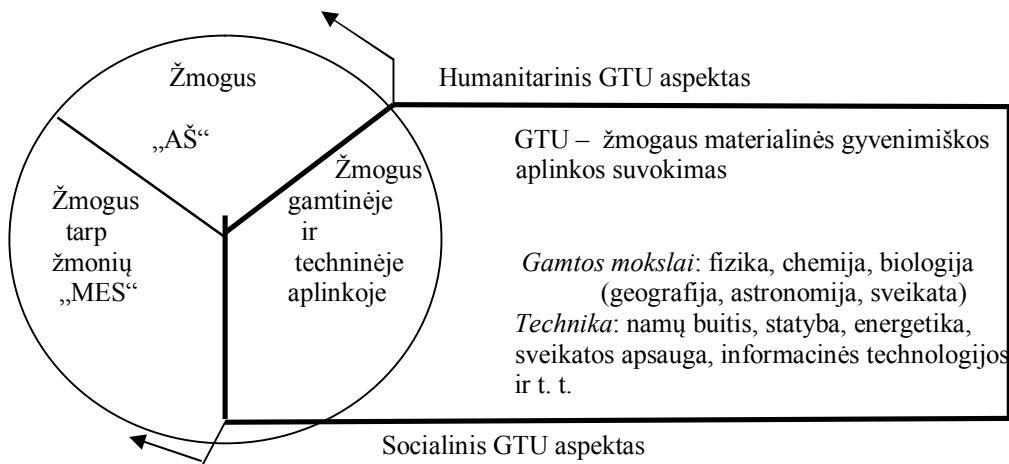 Žmogus
„AŠ“
Žmogus
tarp
žmonių
„MES“
Žmogus
gamtinėje
ir
techninėje
aplinkoje
Humanitarinis GTU aspektas
GTU – žmogaus materialinės gyvenimiškos
aplinkos suvokimas
Gamtos mokslai: fizika, chemija, biologija
(geografija, astronomija, sveikata)
Technika: namų buitis, statyba, energetika,
sveikatos apsauga, informacinės technologijos
ir t. t.
Socialinis GTU aspektas